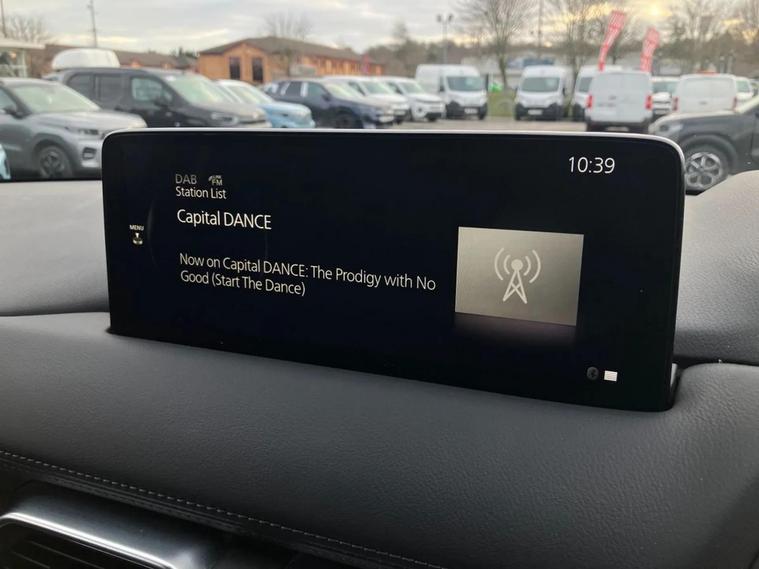 10:39
DAB FM
Station List
Capital DANCE
MENU
Now on Capital DANCE: The Prodigy with No
Good (Start The Dance)